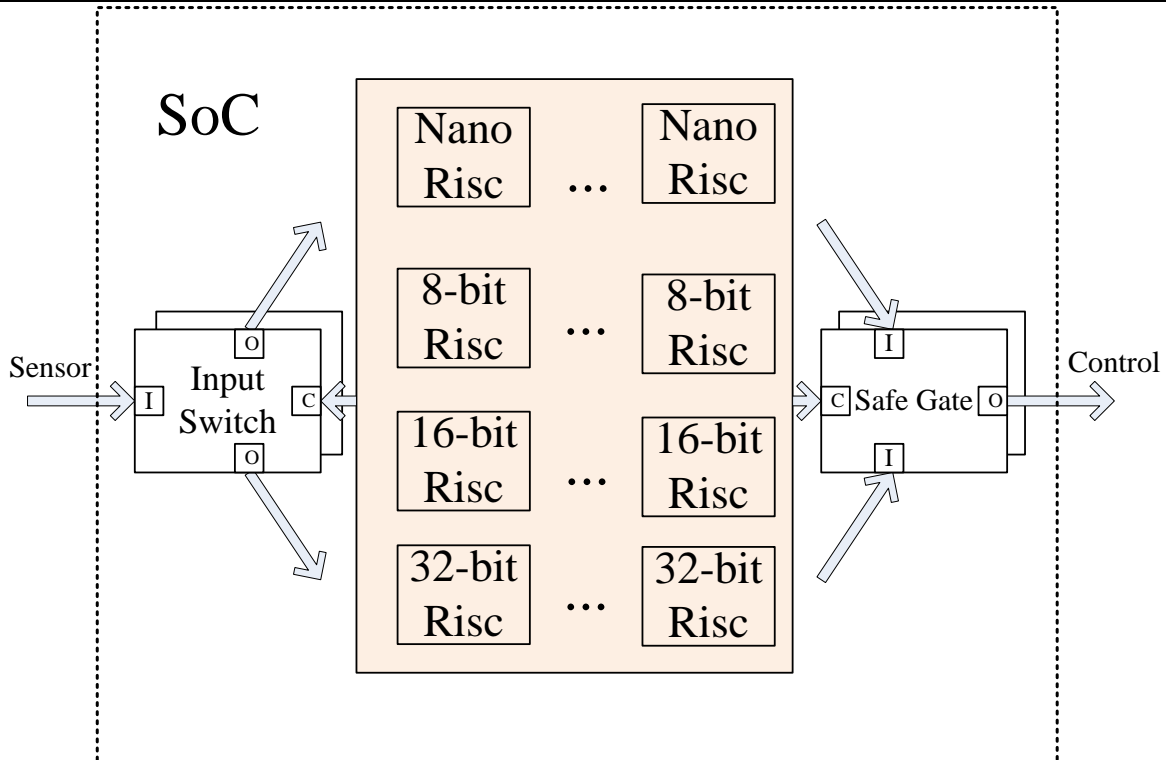 SoC
Nano
Risc
...
Nano
Risc
8-bit
Risc
...
8-bit
Risc
16-bit
Risc
...
16-bit
Risc
32-bit
Risc
...
32-bit
Risc
Sensor
I
O
Input
Switch
C
O
I
C
Safe Gate
O
I
Control